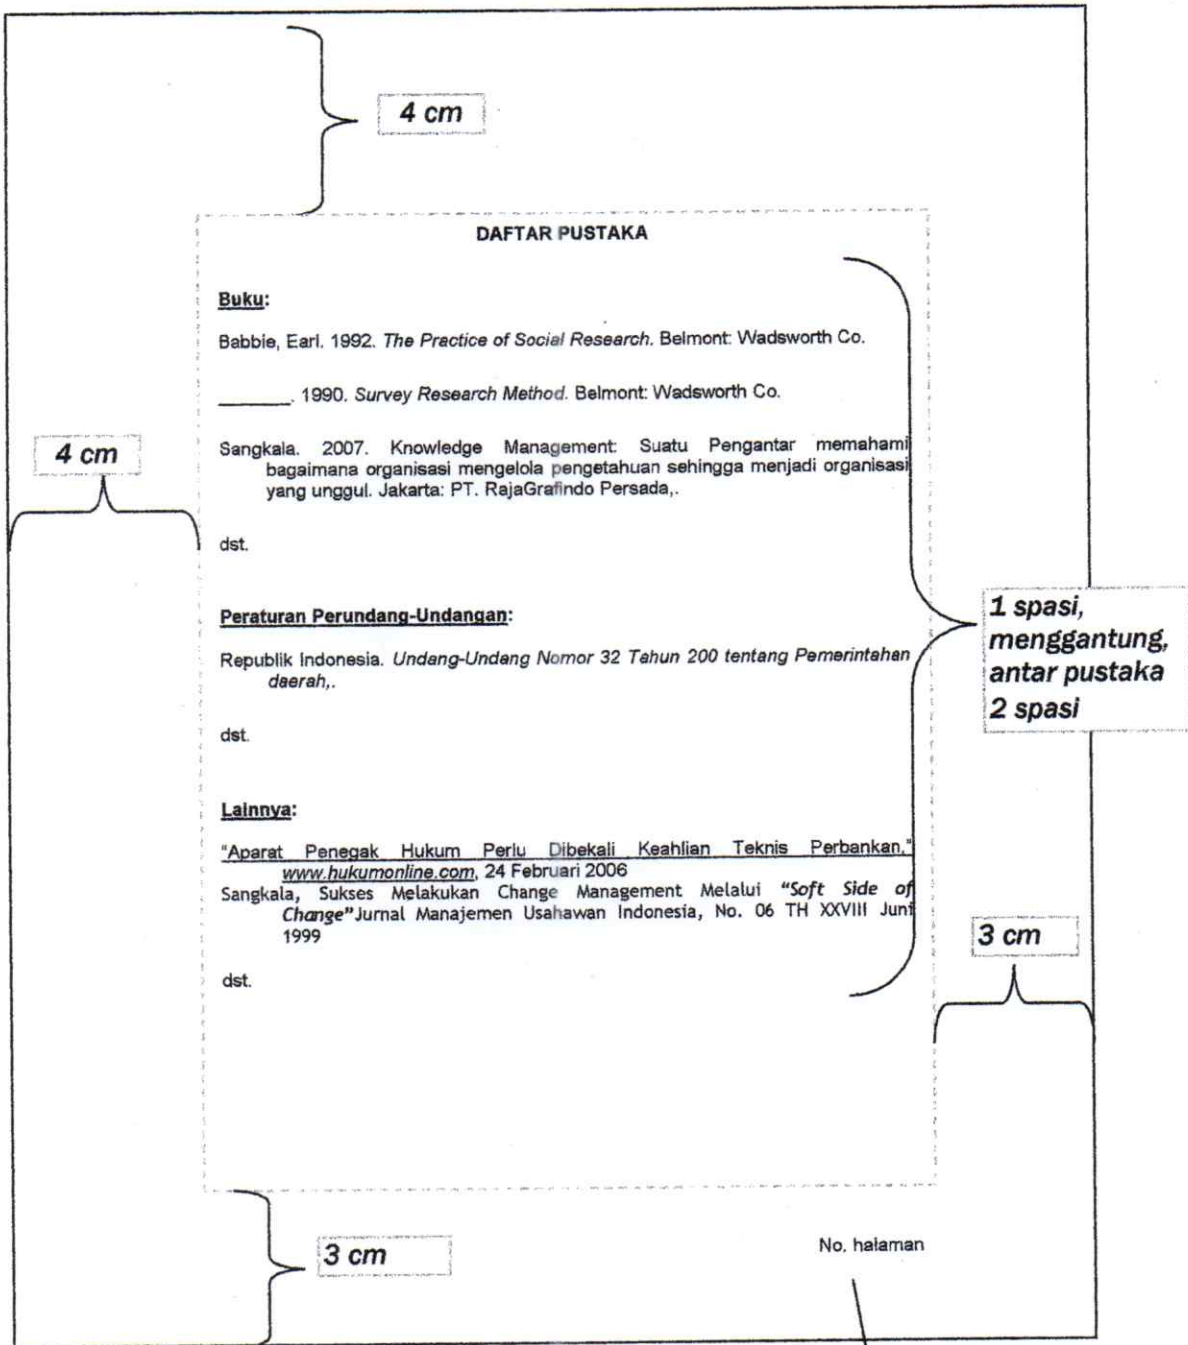 4 cm
DAFTAR PUSTAKA
Buku:
Babbie, Earl. 1992. The Practice of Social Research. Belmont: Wadsworth Co.
_______. 1990. Survey Research Method. Belmont: Wadsworth Co.
4 cm
Sangkala. 2007. Knowledge Management: Suatu Pengantar memahami
bagaimana organisasi mengelola pengetahuan sehingga menjadi organisasi
yang unggul. Jakarta: PT. RajaGrafindo Persada,.
dst.
Peraturan Perundang-Undangan:
Republik Indonesia. Undang-Undang Nomor 32 Tahun 200 tentang Pemerintahan
daerah,.
dst.
1 spasi,
menggantung,
antar pustaka
2 spasi
Lainnya:
"Aparat Penegak Hukum Perlu Dibekali Keahlian Teknis Perbankan,"
www.hukumonline.com, 24 Februari 2006
Sangkala, Sukses Melakukan Change Management Melalui "Soft Side of
Change"Jurnal Manajemen Usahawan Indonesia, No. 06 TH XXVIII Juni
1999
dst.
3 cm
3 cm
No. halaman